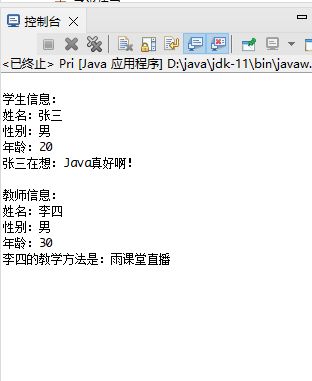 控制台
<已终止> Pri [Java 应用程序] D:\java\jdk-11\bin\javaw.
学生信息:
姓名: 张三
性别: 男
年龄: 20
张三在想: Java真好啊!
教师信息:
姓名: 李四
性别: 男
年龄: 30
李四的教学方法是: 雨课堂直播